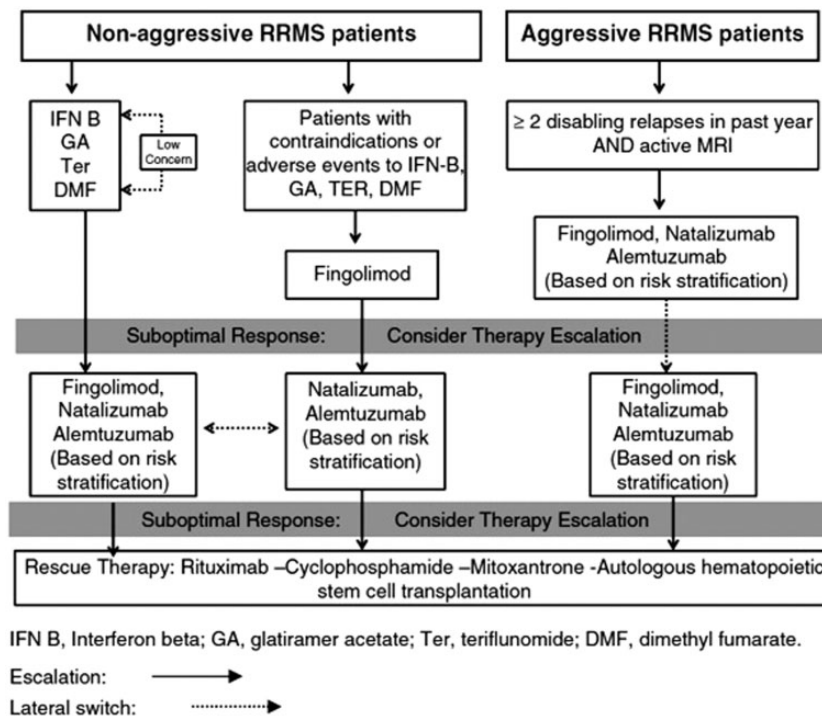 Non-aggressive RRMS patients
Aggressive RRMS patients
IFN B
GA
Ter
DMF
Low
Concern
Patients with
contraindications or
adverse events to IFN-B,
GA, TER, DMF
≥ 2 disabling relapses in past year
AND active MRI
Fingolimod
Fingolimod, Natalizumab
Alemtuzumab
(Based on risk stratification)
Suboptimal Response: Consider Therapy Escalation
Fingolimod,
Natalizumab
Alemtuzumab
(Based on risk
stratification)
Natalizumab,
Alemtuzumab
(Based on risk
stratification)
Fingolimod,
Natalizumab
Alemtuzumab
(Based on risk
stratification)
Suboptimal Response: Consider Therapy Escalation
Rescue Therapy: Rituximab –Cyclophosphamide –Mitoxantrone -Autologous hematopoietic
stem cell transplantation
IFN B, Interferon beta; GA, glatiramer acetate; Ter, teriflunomide; DMF, dimethyl fumarate.
Escalation:
Lateral switch: